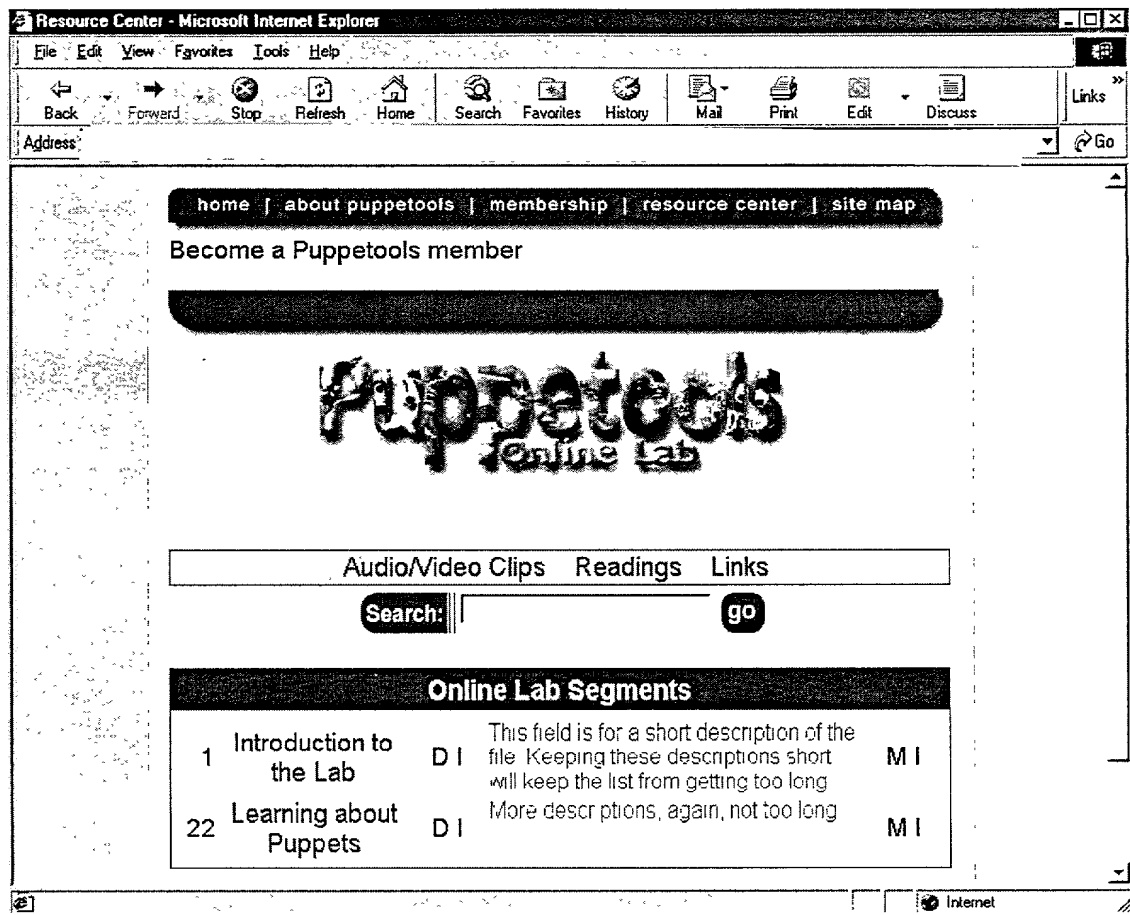 Resource Center - Microsoft Internet Explorer
File Edit View Favorites Tools Help
Back Forward Stop Refresh Home Search Favorites History Mail Print Edit Discuss Links »
Address Go
home | about puppetools | membership | resource center | site map
Become a Puppetools member
Puppetools
Online Lab
Audio/Video Clips Readings Links
Search: go
Online Lab Segments
1 Introduction to the Lab D I This field is for a short description of the
file. Keeping these descriptions short
will keep the list from getting too long M I
22 Learning about Puppets D I More descriptions, again, not too long M I
Internet